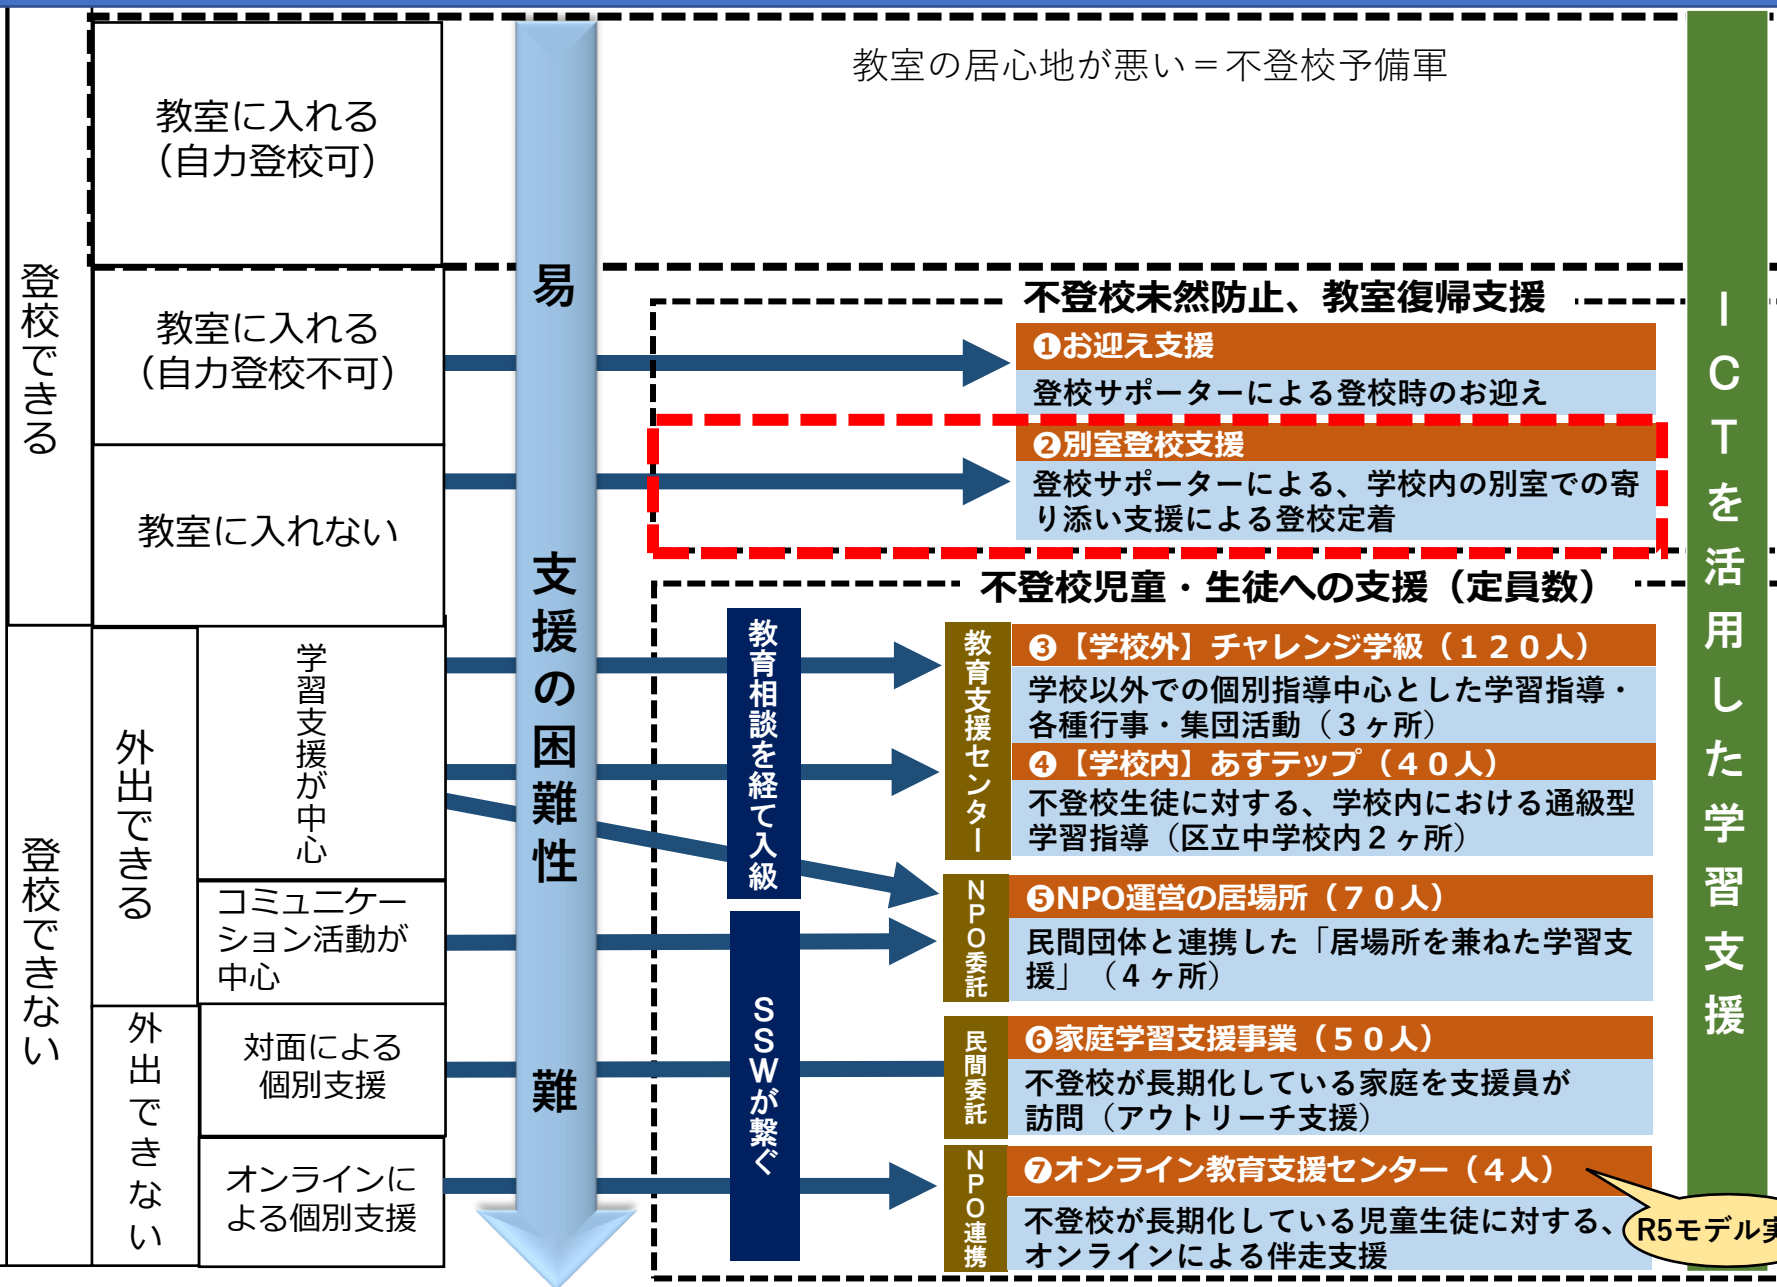 教室の居心地が悪い＝不登校予備軍
登校できる
教室に入れる
（自力登校可）
教室に入れる
（自力登校不可）
教室に入れない
登校できない
外出できる
学習支援が中心
コミュニケー
ション活動が
中心
外出できない
対面による
個別支援
オンラインに
よる個別支援
易
支援の困難性
難
不登校未然防止、教室復帰支援
❶お迎え支援
登校サポーターによる登校時のお迎え
❷別室登校支援
登校サポーターによる、学校内の別室での寄
り添い支援による登校定着
不登校児童・生徒への支援（定員数）
教育相談を経て入級
SSWが繋ぐ
教育支援センター
❸【学校外】チャレンジ学級（１２０人）
学校以外での個別指導中心とした学習指導・
各種行事・集団活動（３ヶ所）
❹【学校内】あすテップ（４０人）
不登校生徒に対する、学校内における通級型
学習指導（区立中学校内２ヶ所）
NPO委託
❺NPO運営の居場所（７０人）
民間団体と連携した「居場所を兼ねた学習支
援」（４ヶ所）
民間委託
❻家庭学習支援事業（５０人）
不登校が長期化している家庭を支援員が
訪問（アウトリーチ支援）
NPO連携
❼オンライン教育支援センター（４人）
不登校が長期化している児童生徒に対する、
オンラインによる伴走支援
R5モデル実
ＩＣＴを活用した学習支援